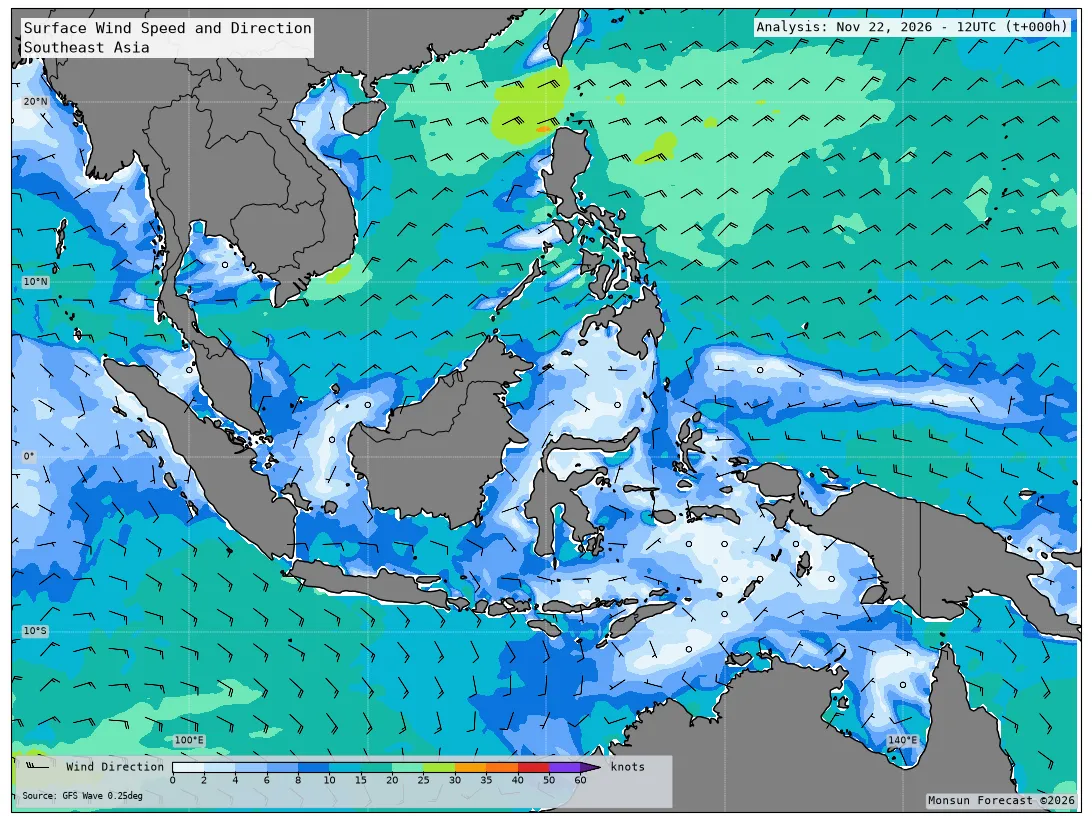 Surface Wind Speed and Direction
Southeast Asia
Analysis: Nov 22, 2026 - 12UTC (t+000h)
20°N
10°N
0°
10°S
100°E
140°E
Wind Direction
knots
0 2 4 6 8 10 15 20 25 30 35 40 50 60
Source: GFS Wave 0.25deg
Monsun Forecast ©2026